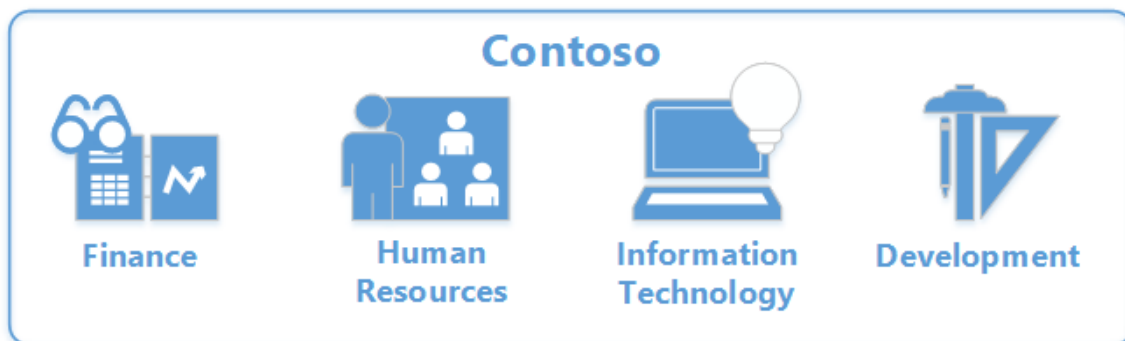 Contoso
Finance
Human
Resources
Information
Technology
Development